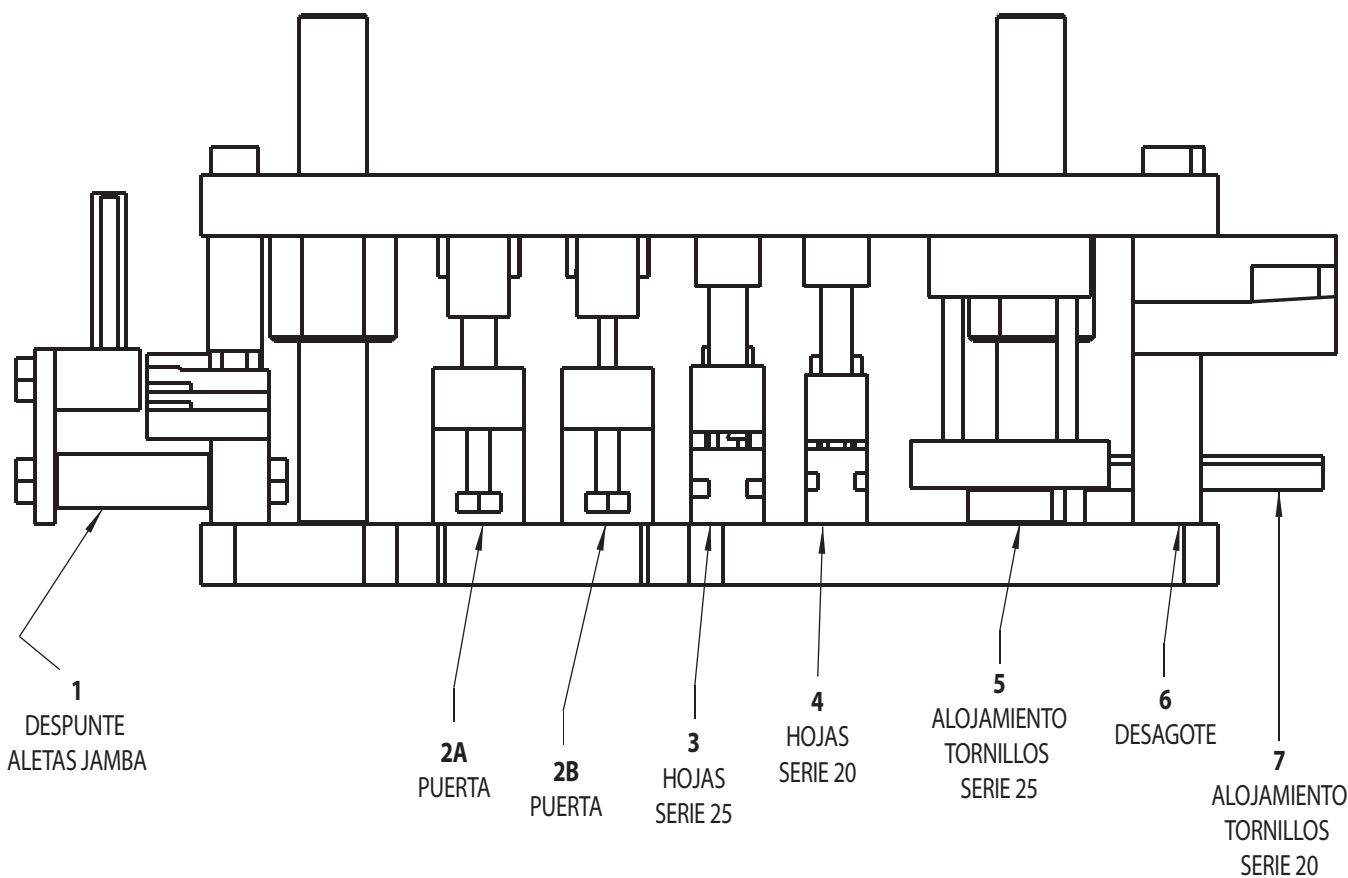 1
DESPUNTE
ALETAS JAMBA
2A
PUERTA
2B
PUERTA
3
HOJAS
SERIE 25
4
HOJAS
SERIE 20
5
ALOJAMIENTO
TORNILLOS
SERIE 25
6
DESAGOTE
7
ALOJAMIENTO
TORNILLOS
SERIE 20